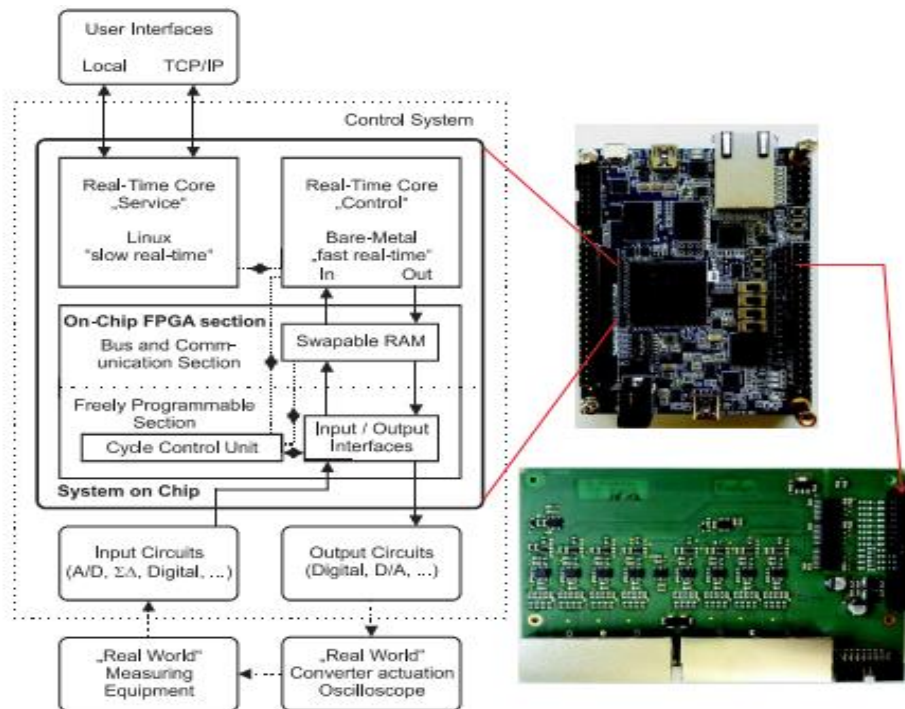 User Interfaces
Local TCP/IP
Control System
Real-Time Core
„Service"
Linux
"slow real-time"
Real-Time Core
„Control"
Bare-Metal
„fast real-time"
In Out
On-Chip FPGA section
Bus and Comm-
unication Section
Swapable RAM
Freely Programmable
Section
Cycle Control Unit
Input / Output
Interfaces
System on Chip
Input Circuits
(A/D, ΣΔ, Digital, ...)
Output Circuits
(Digital, D/A, ...)
„Real World"
Measuring
Equipment
„Real World"
Converter actuation
Oscilloscope